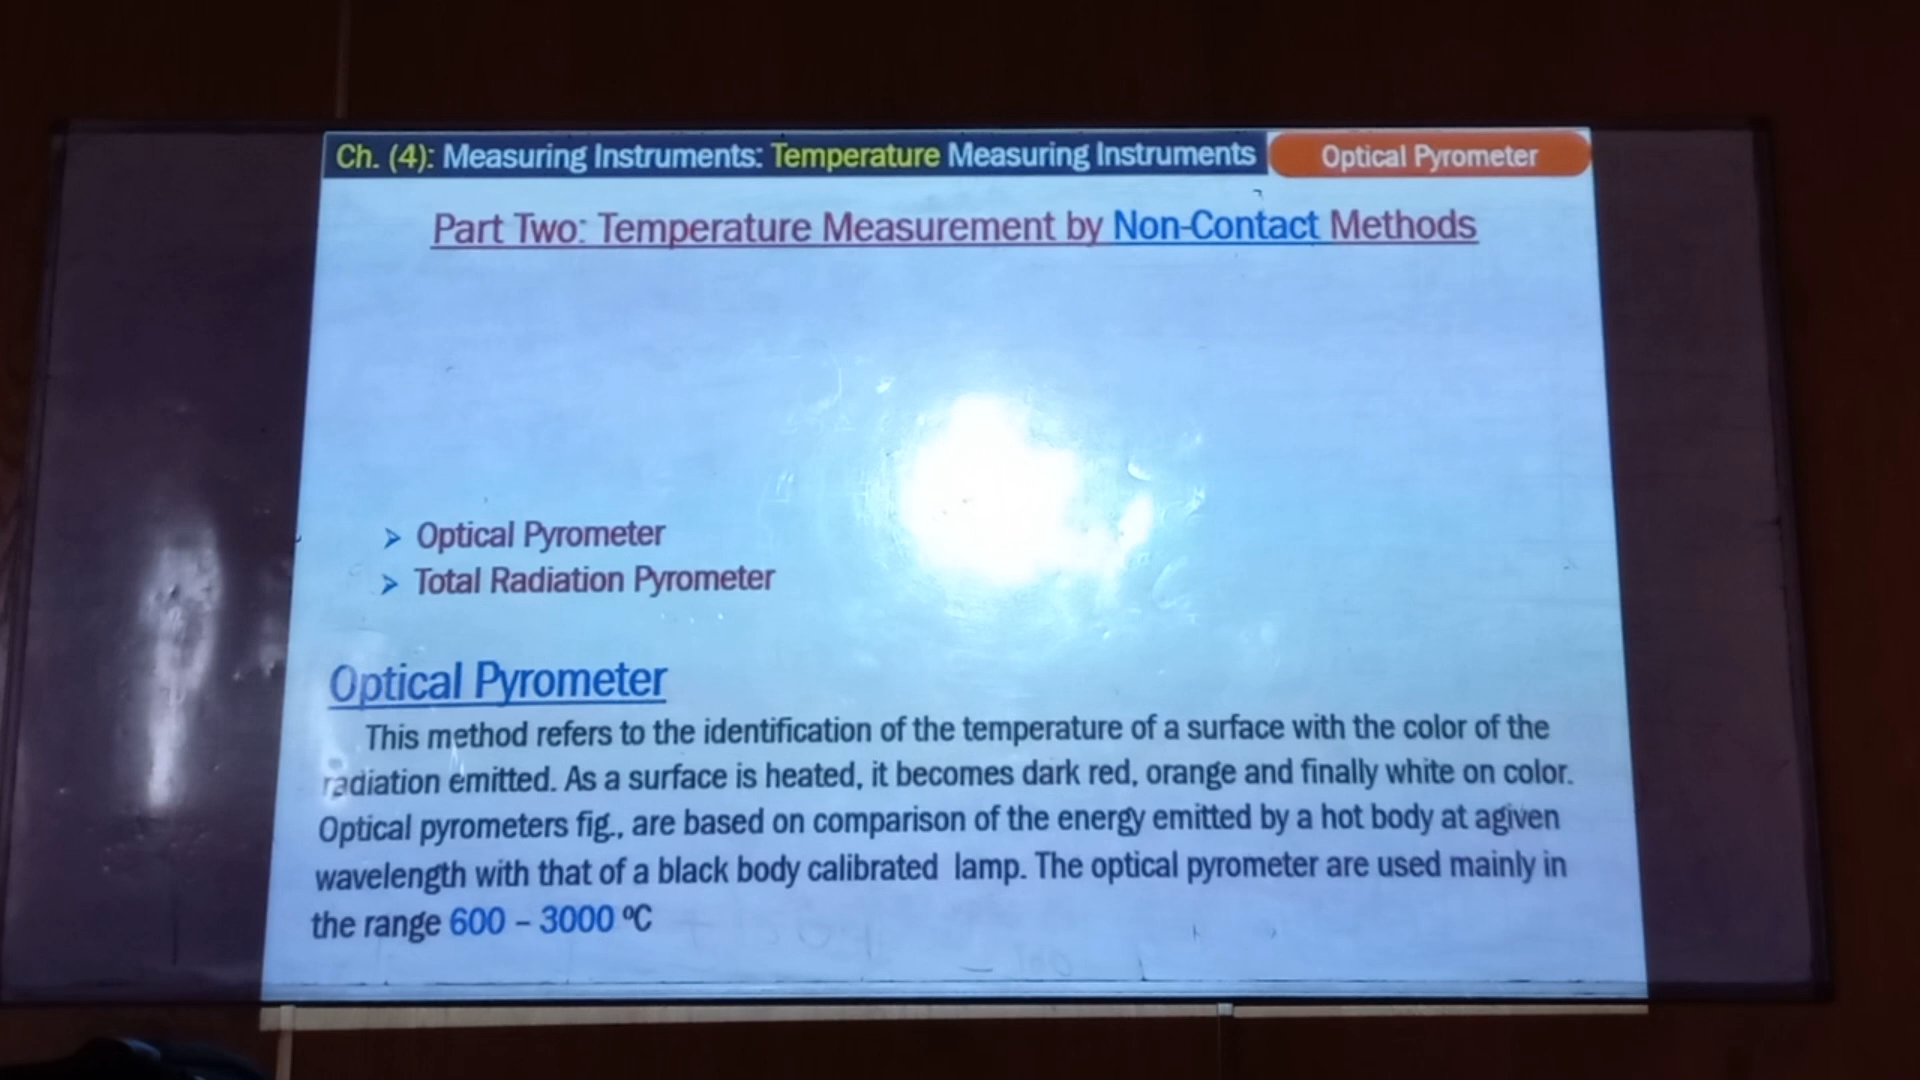 Ch. (4): Measuring Instruments: Temperature Measuring Instruments
Optical Pyrometer
Part Two: Temperature Measurement by Non-Contact Methods
➢ Optical Pyrometer
➢ Total Radiation Pyrometer
Optical Pyrometer
This method refers to the identification of the temperature of a surface with the color of the
radiation emitted. As a surface is heated, it becomes dark red, orange and finally white on color.
Optical pyrometers fig., are based on comparison of the energy emitted by a hot body at agiven
wavelength with that of a black body calibrated lamp. The optical pyrometer are used mainly in
the range 600 – 3000 ºC